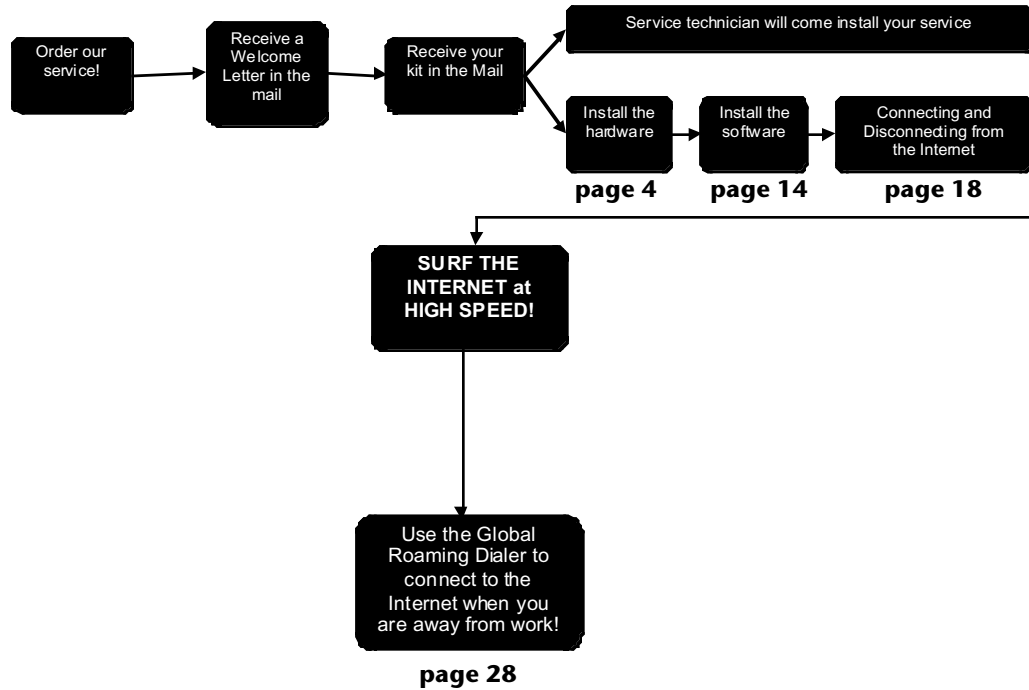 Order our
service!
Receive a
Welcome
Letter in the
mail
Receive your
kit in the Mail
Service technician will come install your service
Install the
hardware
Install the
software
Connecting and
Disconnecting from
the Internet
page 4
page 14
page 18
SURF THE
INTERNET at
HIGH SPEED!
Use the Global
Roaming Dialer to
connect to the
Internet when you
are away from work!
page 28